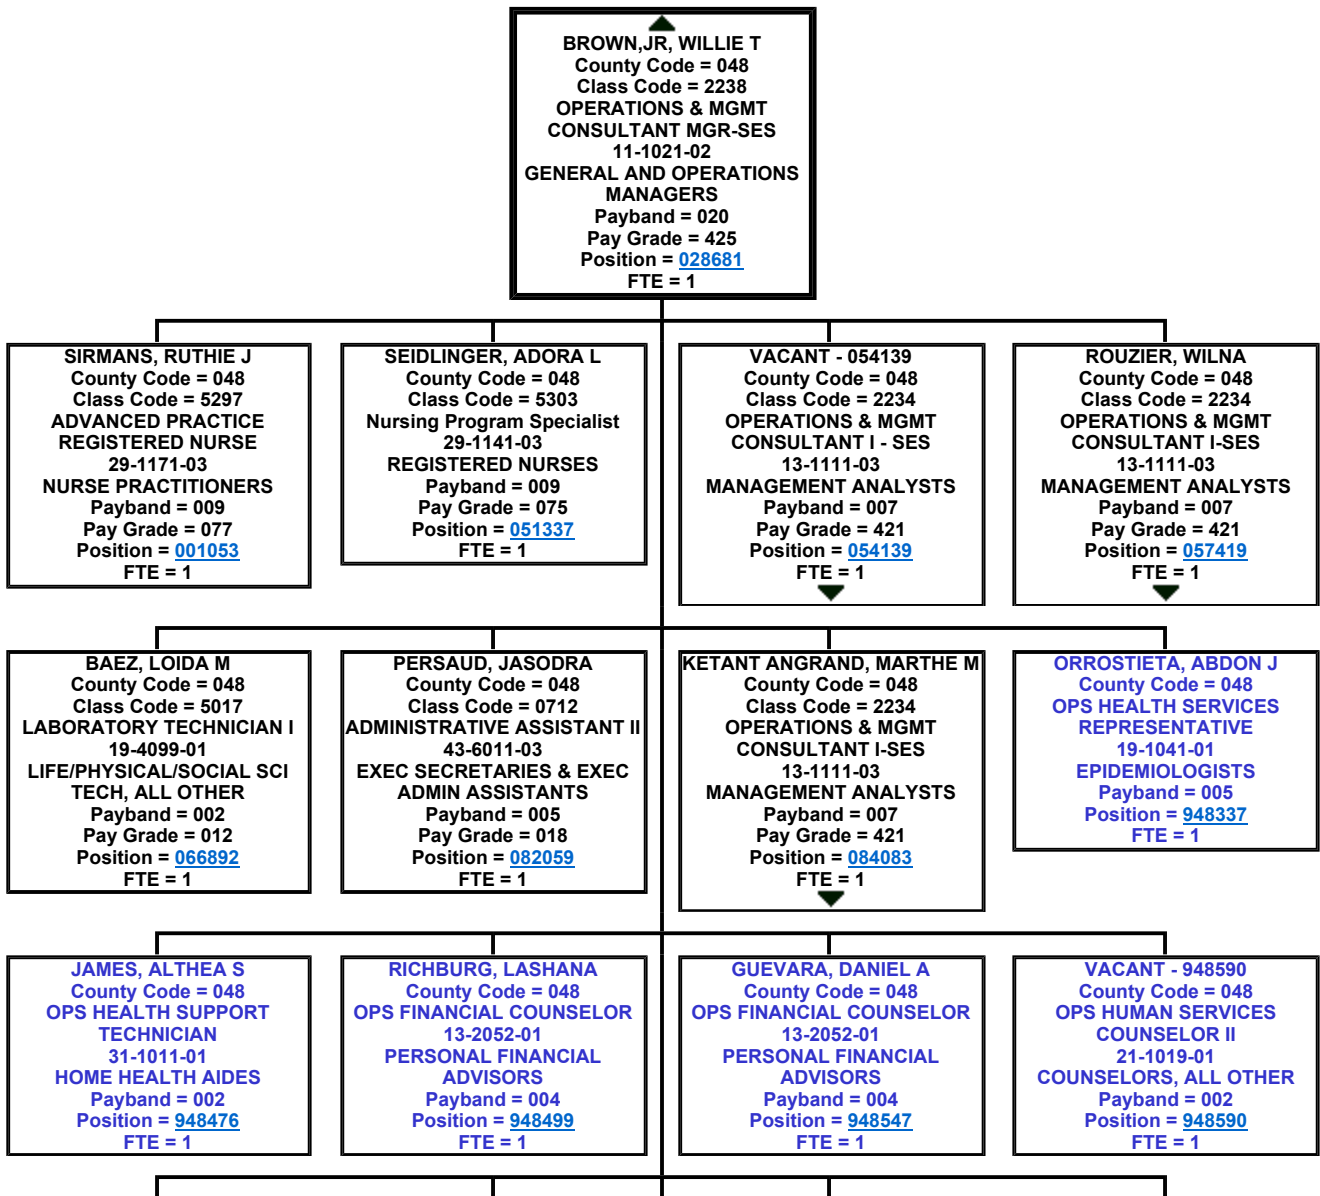 BROWN,JR, WILLIE T
County Code = 048
Class Code = 2238
OPERATIONS & MGMT
CONSULTANT MGR-SES
11-1021-02
GENERAL AND OPERATIONS
MANAGERS
Payband = 020
Pay Grade = 425
Position = 028681
FTE = 1
SIRMANS, RUTHIE J
County Code = 048
Class Code = 5297
ADVANCED PRACTICE
REGISTERED NURSE
29-1171-03
NURSE PRACTITIONERS
Payband = 009
Pay Grade = 077
Position = 001053
FTE = 1
SEIDLINGER, ADORA L
County Code = 048
Class Code = 5303
Nursing Program Specialist
29-1141-03
REGISTERED NURSES
Payband = 009
Pay Grade = 075
Position = 051337
FTE = 1
VACANT - 054139
County Code = 048
Class Code = 2234
OPERATIONS & MGMT
CONSULTANT I - SES
13-1111-03
MANAGEMENT ANALYSTS
Payband = 007
Pay Grade = 421
Position = 054139
FTE = 1
ROUZIER, WILNA
County Code = 048
Class Code = 2234
OPERATIONS & MGMT
CONSULTANT I-SES
13-1111-03
MANAGEMENT ANALYSTS
Payband = 007
Pay Grade = 421
Position = 057419
FTE = 1
BAEZ, LOIDA M
County Code = 048
Class Code = 5017
LABORATORY TECHNICIAN I
19-4099-01
LIFE/PHYSICAL/SOCIAL SCI
TECH, ALL OTHER
Payband = 002
Pay Grade = 012
Position = 066892
FTE = 1
PERSAUD, JASODRA
County Code = 048
Class Code = 0712
ADMINISTRATIVE ASSISTANT II
43-6011-03
EXEC SECRETARIES & EXEC
ADMIN ASSISTANTS
Payband = 005
Pay Grade = 018
Position = 082059
FTE = 1
KETANT ANGRAND, MARTHE M
County Code = 048
Class Code = 2234
OPERATIONS & MGMT
CONSULTANT I-SES
13-1111-03
MANAGEMENT ANALYSTS
Payband = 007
Pay Grade = 421
Position = 084083
FTE = 1
ORROSTIETA, ABDON J
County Code = 048
OPS HEALTH SERVICES
REPRESENTATIVE
19-1041-01
EPIDEMIOLOGISTS
Payband = 005
Position = 948337
FTE = 1
JAMES, ALTHEA S
County Code = 048
OPS HEALTH SUPPORT
TECHNICIAN
31-1011-01
HOME HEALTH AIDES
Payband = 002
Position = 948476
FTE = 1
RICHBURG, LASHANA
County Code = 048
OPS FINANCIAL COUNSELOR
13-2052-01
PERSONAL FINANCIAL
ADVISORS
Payband = 004
Position = 948499
FTE = 1
GUEVARA, DANIEL A
County Code = 048
OPS FINANCIAL COUNSELOR
13-2052-01
PERSONAL FINANCIAL
ADVISORS
Payband = 004
Position = 948547
FTE = 1
VACANT - 948590
County Code = 048
OPS HUMAN SERVICES
COUNSELOR II
21-1019-01
COUNSELORS, ALL OTHER
Payband = 002
Position = 948590
FTE = 1